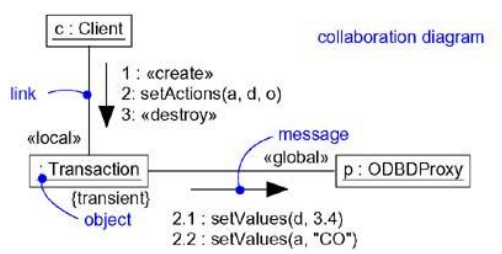 c : Client
collaboration diagram
link
1 : «create»
2: setActions(a, d, o)
3: «destroy»
message
«local»
«global»
: Transaction
p : ODBDProxy
{transient}
object
2.1 : setValues(d, 3.4)
2.2 : setValues(a, "CO")